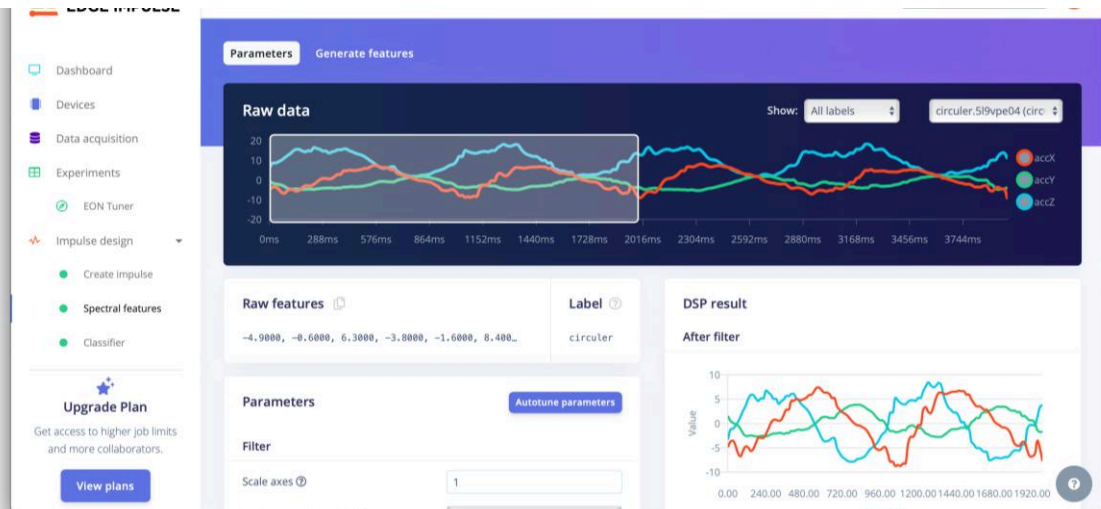 EDGE IMPULSE
Dashboard
Devices
Data acquisition
Experiments
EON Tuner
Impulse design
Create impulse
Spectral features
Classifier
Upgrade Plan
Get access to higher job limits
and more collaborators.
View plans
Parameters Generate features
Raw data
Show: All labels circuler.5l9vpe04 (circ
20
10
0
-10
-20
0ms 288ms 576ms 864ms 1152ms 1440ms 1728ms 2016ms 2304ms 2592ms 2880ms 3168ms 3456ms 3744ms
accX
accY
accZ
Raw features
-4.9000, -0.6000, 6.3000, -3.8000, -1.6000, 8.400…
Label
circuler
Parameters
Autotune parameters
Filter
Scale axes 1
DSP result
After filter
Value
10
5
0
-5
-10
0.00 240.00 480.00 720.00 960.00 1200.00 1440.00 1680.00 1920.00